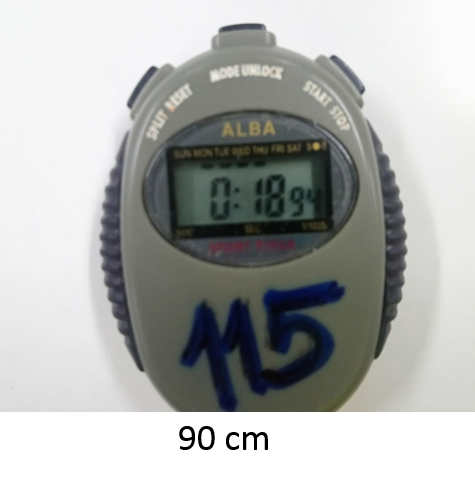 MODE UNLOCK
SPLIT RESET
START STOP
ALBA
SUN MON TUE WED THU FRI SAT
0:18 94
SEC
115
90 cm